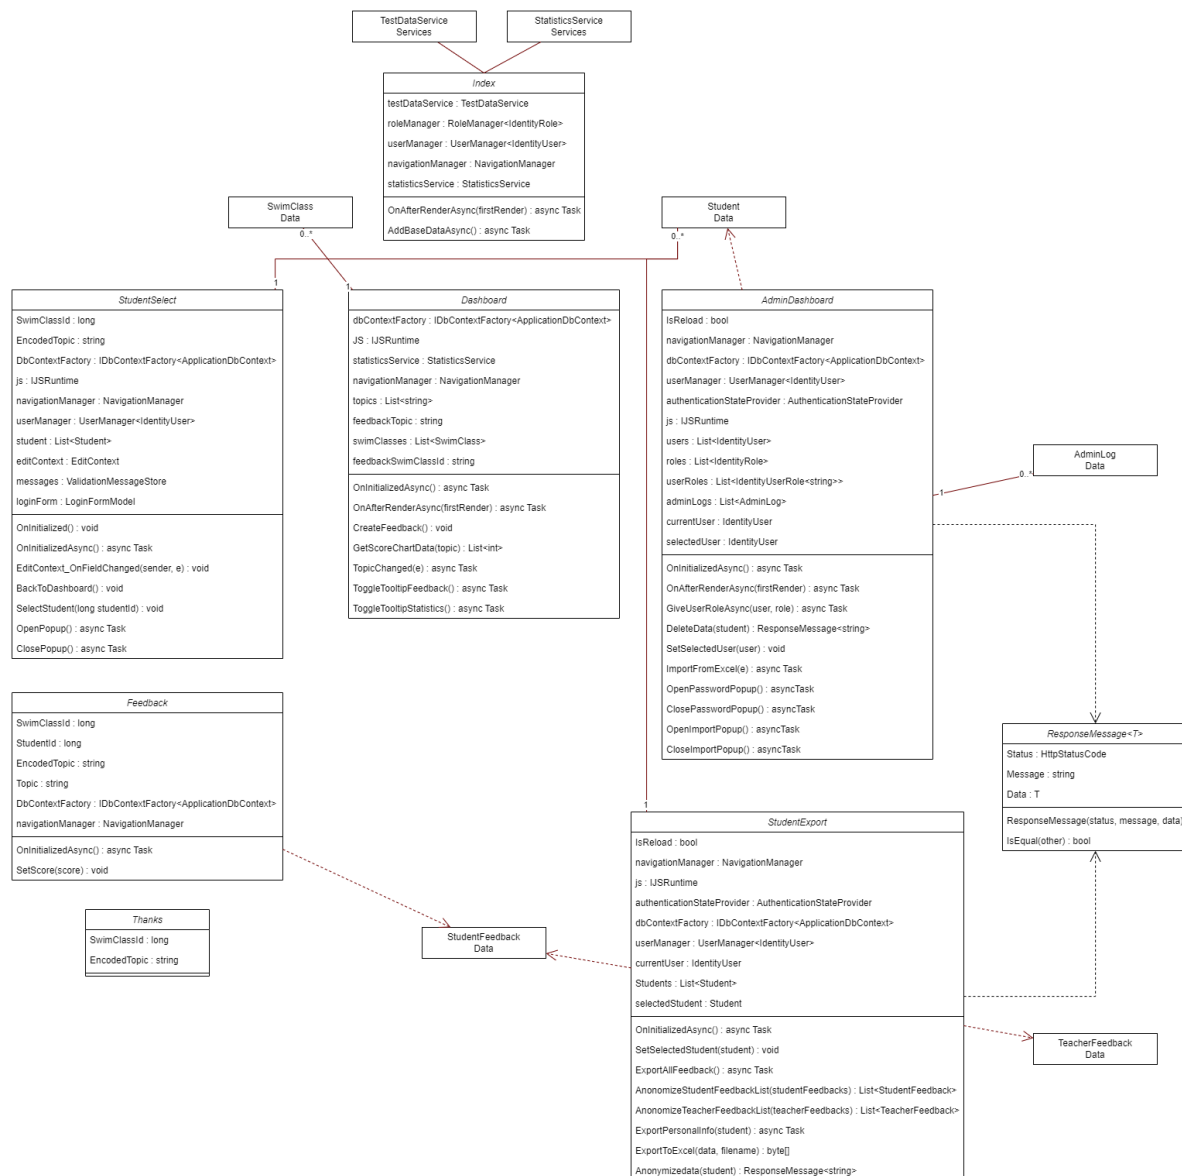 TestDataService
Services
StatisticsService
Services
Index
testDataService : TestDataService
roleManager : RoleManager<IdentityRole>
userManager : UserManager<IdentityUser>
navigationManager : NavigationManager
statisticsService : StatisticsService
OnAfterRenderAsync(firstRender) : async Task
AddBaseDataAsync() : async Task
SwimClass
Data
0..*
Student
Data
0..*
1
1
StudentSelect
SwimClassId : long
EncodedTopic : string
DbContextFactory : IDbContextFactory<ApplicationDbContext>
js : IJSRuntime
navigationManager : NavigationManager
userManager : UserManager<IdentityUser>
student : List<Student>
editContext : EditContext
messages : ValidationMessageStore
loginForm : LoginFormModel
OnInitialized() : void
OnInitializedAsync() : async Task
EditContext_OnFieldChanged(sender, e) : void
BackToDashboard() : void
SelectStudent(long studentId) : void
OpenPopup() : async Task
ClosePopup() : async Task
Dashboard
dbContextFactory : IDbContextFactory<ApplicationDbContext>
JS : IJSRuntime
statisticsService : StatisticsService
navigationManager : NavigationManager
topics : List<string>
feedbackTopic : string
swimClasses : List<SwimClass>
feedbackSwimClassId : string
OnInitializedAsync() : async Task
OnAfterRenderAsync(firstRender) : async Task
CreateFeedback() : void
GetScoreChartData(topic) : List<int>
TopicChanged(e) : async Task
ToggleTooltipFeedback() : async Task
ToggleTooltipStatistics() : async Task
AdminDashboard
IsReload : bool
navigationManager : NavigationManager
dbContextFactory : IDbContextFactory<ApplicationDbContext>
userManager : UserManager<IdentityUser>
authenticationStateProvider : AuthenticationStateProvider
js : IJSRuntime
users : List<IdentityUser>
roles : List<IdentityRole>
userRoles : List<IdentityUserRole<string>>
adminLogs : List<AdminLog>
currentUser : IdentityUser
selectedUser : IdentityUser
OnInitializedAsync() : async Task
OnAfterRenderAsync(firstRender) : async Task
GiveUserRoleAsync(user, role) : async Task
DeleteData(student) : ResponseMessage<string>
SetSelectedUser(user) : void
ImportFromExcel(e) : async Task
OpenPasswordPopup() : asyncTask
ClosePasswordPopup() : asyncTask
OpenImportPopup() : asyncTask
CloseImportPopup() : asyncTask
AdminLog
Data
0..*
1
Feedback
SwimClassId : long
StudentId : long
EncodedTopic : string
Topic : string
DbContextFactory : IDbContextFactory<ApplicationDbContext>
navigationManager : NavigationManager
OnInitializedAsync() : async Task
SetScore(score) : void
ResponseMessage<T>
Status : HttpStatusCode
Message : string
Data : T
ResponseMessage(status, message, data)
IsEqual(other) : bool
Thanks
SwimClassId : long
EncodedTopic : string
StudentFeedback
Data
1
StudentExport
IsReload : bool
navigationManager : NavigationManager
js : IJSRuntime
authenticationStateProvider : AuthenticationStateProvider
dbContextFactory : IDbContextFactory<ApplicationDbContext>
userManager : UserManager<IdentityUser>
currentUser : IdentityUser
Students : List<Student>
selectedStudent : Student
OnInitializedAsync() : async Task
SetSelectedStudent(student) : void
ExportAllFeedback() : async Task
AnonomizeStudentFeedbackList(studentFeedbacks) : List<StudentFeedback>
AnonomizeTeacherFeedbackList(teacherFeedbacks) : List<TeacherFeedback>
ExportPersonalInfo(student) : async Task
ExportToExcel(data, filename) : byte[]
Anonymizedata(student) : ResponseMessage<string>
TeacherFeedback
Data